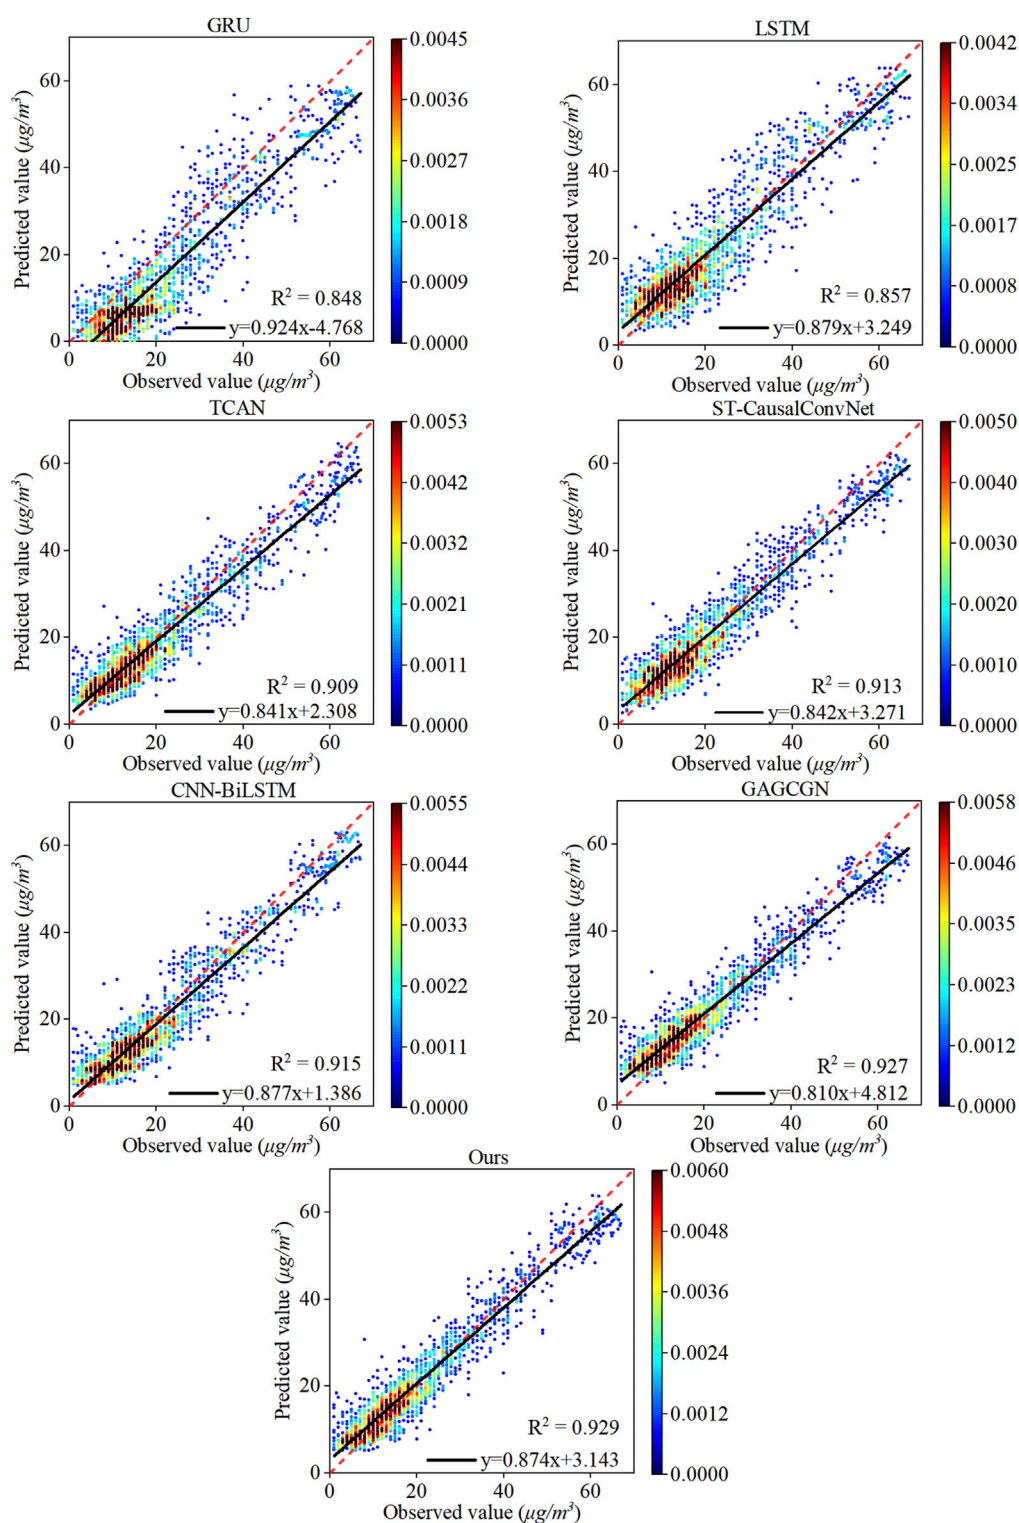 GRU
Predicted value (μg/m³)
60
40
20
0
0 20 40 60
Observed value (μg/m³)
R² = 0.848
y=0.924x-4.768
0.0045
0.0036
0.0027
0.0018
0.0009
0.0000
LSTM
Predicted value (μg/m³)
60
40
20
0
0 20 40 60
Observed value (μg/m³)
R² = 0.857
y=0.879x+3.249
0.0042
0.0034
0.0025
0.0017
0.0008
0.0000
TCAN
Predicted value (μg/m³)
60
40
20
0
0 20 40 60
Observed value (μg/m³)
R² = 0.909
y=0.841x+2.308
0.0053
0.0042
0.0032
0.0021
0.0011
0.0000
ST-CausalConvNet
Predicted value (μg/m³)
60
40
20
0
0 20 40 60
Observed value (μg/m³)
R² = 0.913
y=0.842x+3.271
0.0050
0.0040
0.0030
0.0020
0.0010
0.0000
CNN-BiLSTM
Predicted value (μg/m³)
60
40
20
0
0 20 40 60
Observed value (μg/m³)
R² = 0.915
y=0.877x+1.386
0.0055
0.0044
0.0033
0.0022
0.0011
0.0000
GAGCGN
Predicted value (μg/m³)
60
40
20
0
0 20 40 60
Observed value (μg/m³)
R² = 0.927
y=0.810x+4.812
0.0058
0.0046
0.0035
0.0023
0.0012
0.0000
Ours
Predicted value (μg/m³)
60
40
20
0
0 20 40 60
Observed value (μg/m³)
R² = 0.929
y=0.874x+3.143
0.0060
0.0048
0.0036
0.0024
0.0012
0.0000